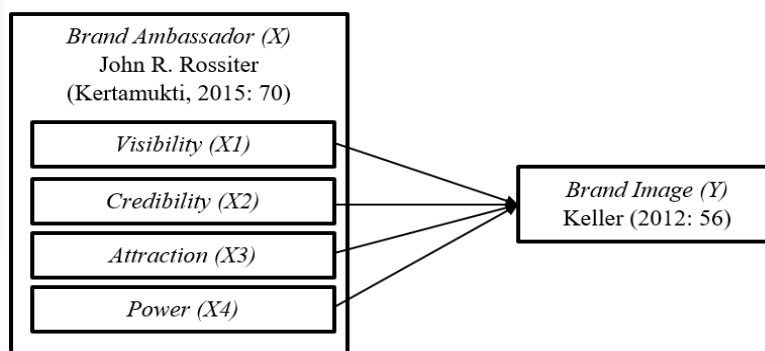 Brand Ambassador (X)
John R. Rossiter
(Kertamukti, 2015: 70)
Visibility (X1)
Credibility (X2)
Attraction (X3)
Power (X4)
Brand Image (Y)
Keller (2012: 56)